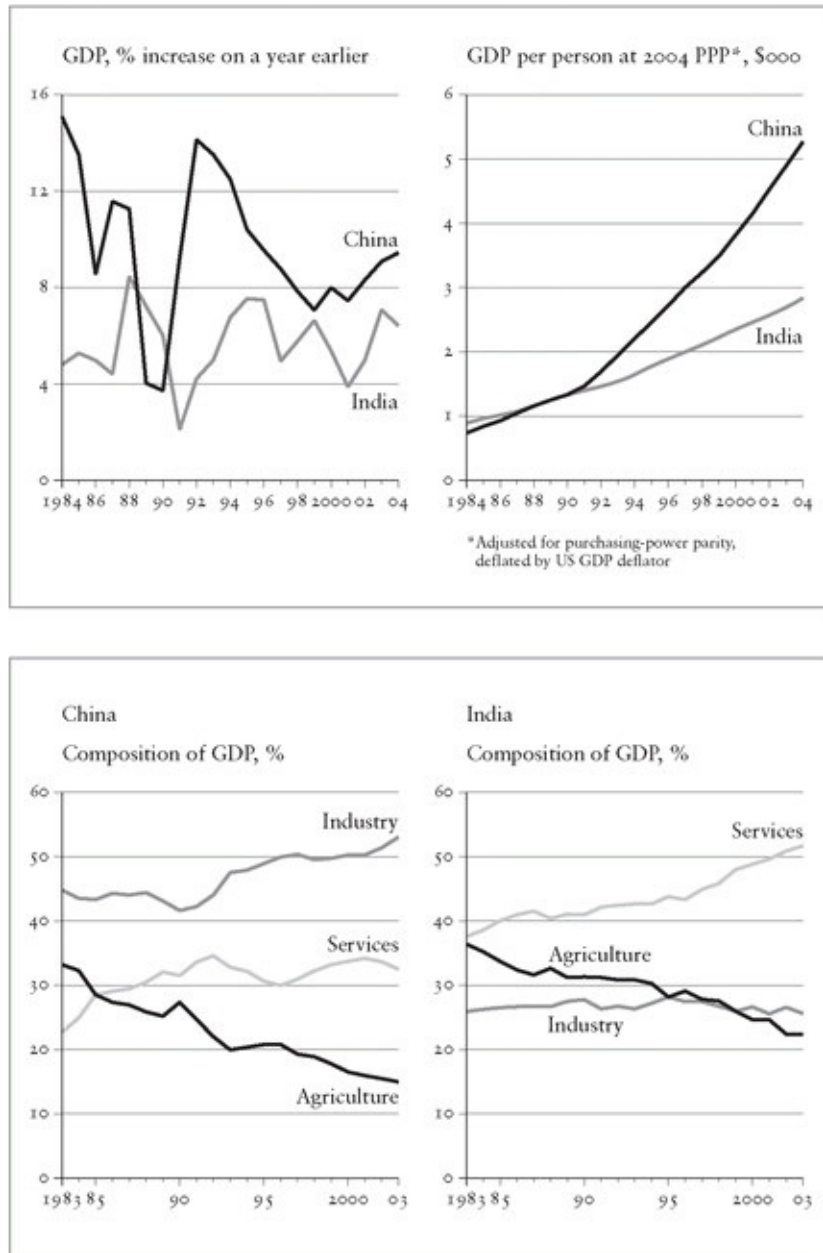 GDP, % increase on a year earlier
16
12
8
4
0
China
India
1984 86 88 90 92 94 96 98 2000 02 04
GDP per person at 2004 PPP*, $000
6
5
4
3
2
1
0
China
India
1984 86 88 90 92 94 96 98 2000 02 04
*Adjusted for purchasing-power parity,
deflated by US GDP deflator
China
Composition of GDP, %
60
50
40
30
20
10
0
Industry
Services
Agriculture
1983 85 90 95 2000 03
India
Composition of GDP, %
60
50
40
30
20
10
0
Services
Agriculture
Industry
1983 85 90 95 2000 03